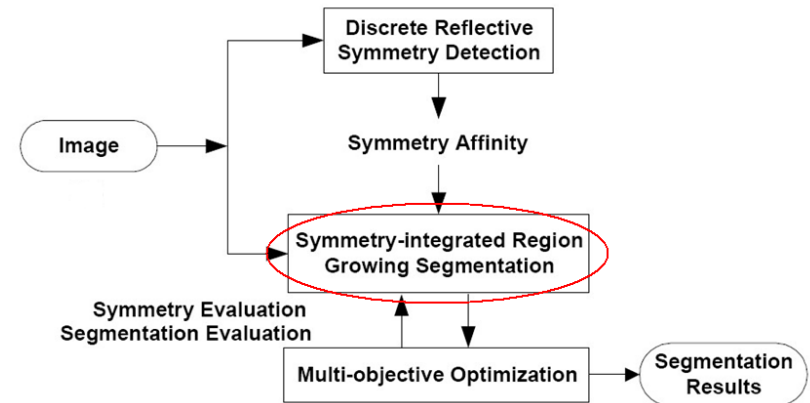 Discrete Reflective
Symmetry Detection
Image
Symmetry Affinity
Symmetry-integrated Region
Growing Segmentation
Symmetry Evaluation
Segmentation Evaluation
Multi-objective Optimization
Segmentation
Results